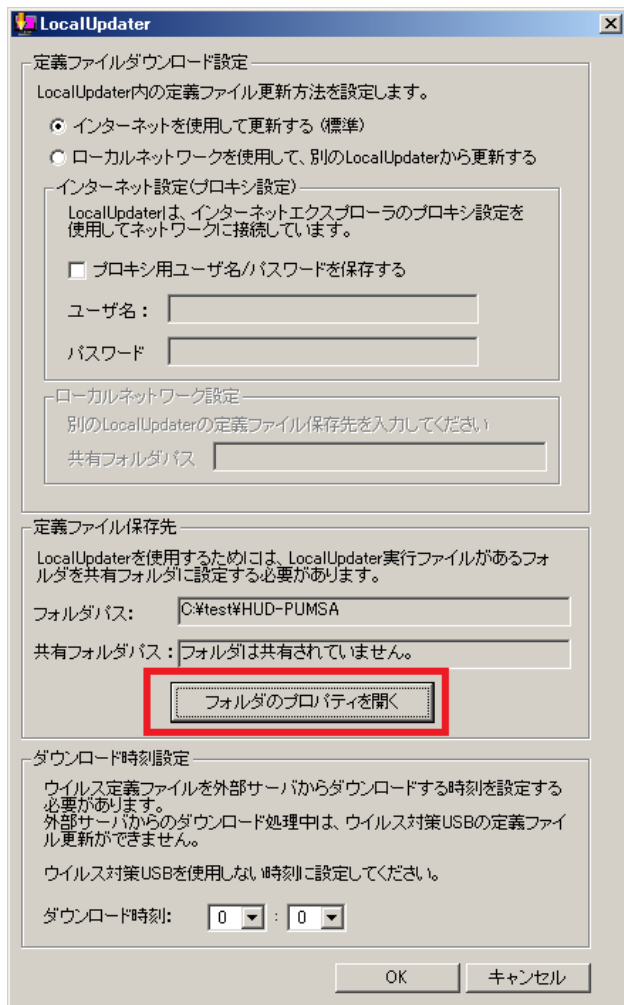 LocalUpdater
定義ファイルダウンロード設定
LocalUpdater内の定義ファイル更新方法を設定します。
インターネットを使用して更新する (標準)
ローカルネットワークを使用して、別のLocalUpdaterから更新する
インターネット設定(プロキシ設定)
LocalUpdaterは、インターネットエクスプローラのプロキシ設定を
使用してネットワークに接続しています。
プロキシ用ユーザ名/パスワードを保存する
ユーザ名：
パスワード
ローカルネットワーク設定
別のLocalUpdaterの定義ファイル保存先を入力してください
共有フォルダパス
定義ファイル保存先
LocalUpdaterを使用するためには、LocalUpdater実行ファイルがあるフォ
ルダを共有フォルダに設定する必要があります。
フォルダパス: C:¥test¥HUD-PUMSA
共有フォルダパス：フォルダは共有されていません。
フォルダのプロパティを開く
ダウンロード時刻設定
ウイルス定義ファイルを外部サーバからダウンロードする時刻を設定する
必要があります。
外部サーバからのダウンロード処理中は、ウイルス対策USBの定義ファイ
ル更新ができません。
ウイルス対策USBを使用しない時刻に設定してください。
ダウンロード時刻: 0 : 0
OK キャンセル